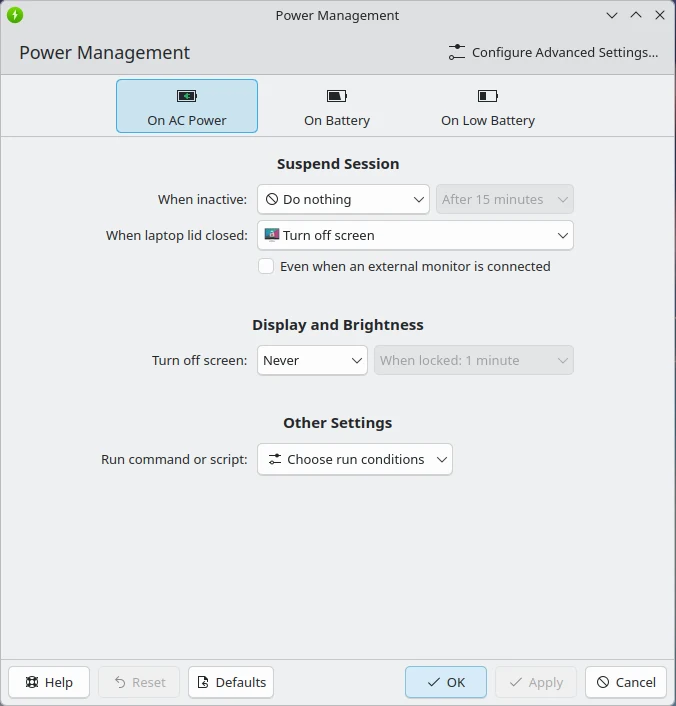 Power Management
Power Management
Configure Advanced Settings...
On AC Power
On Battery
On Low Battery
Suspend Session
When inactive: Do nothing After 15 minutes
When laptop lid closed: Turn off screen
Even when an external monitor is connected
Display and Brightness
Turn off screen: Never When locked: 1 minute
Other Settings
Run command or script: Choose run conditions
Help Reset Defaults OK Apply Cancel